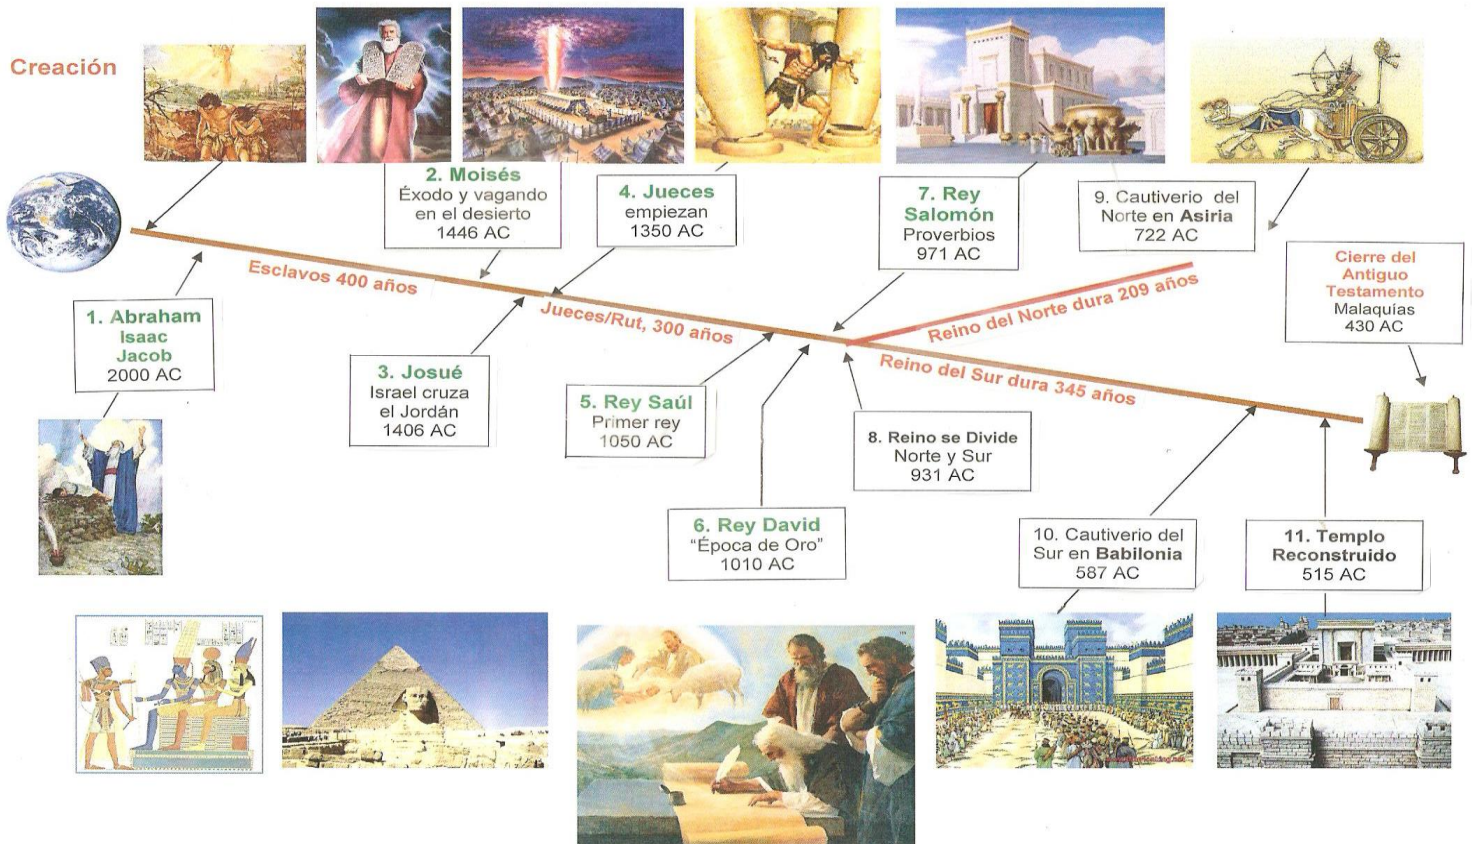 Creación
2. Moisés
Éxodo y vagando
en el desierto
1446 AC
4. Jueces
empiezan
1350 AC
7. Rey
Salomón
Proverbios
971 AC
9. Cautiverio del
Norte en Asiria
722 AC
Cierre del
Antiguo
Testamento
Malaquías
430 AC
Esclavos 400 años
Jueces/Rut, 300 años
Reino del Norte dura 209 años
Reino del Sur dura 345 años
1. Abraham
Isaac
Jacob
2000 AC
3. Josué
Israel cruza
el Jordán
1406 AC
5. Rey Saúl
Primer rey
1050 AC
8. Reino se Divide
Norte y Sur
931 AC
6. Rey David
“Época de Oro”
1010 AC
10. Cautiverio del
Sur en Babilonia
587 AC
11. Templo
Reconstruido
515 AC